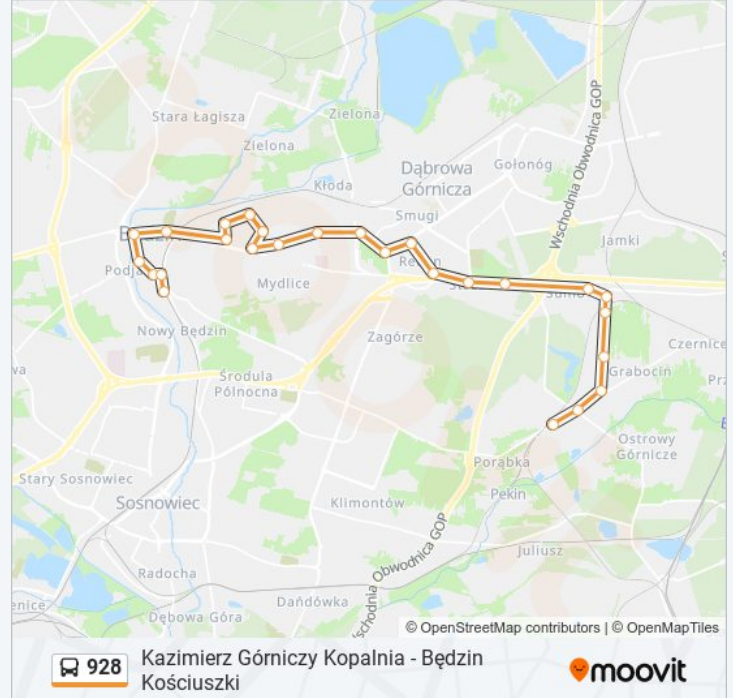 Stara Łagisza
Zielona
Zielona
Kłoda
Dąbrowa
Górnicza
Gołonóg
Wschodnia Obwodnica GOP
Smugi
Jamki
Mydlice
Nowy Będzin
Zagórze
Czernice
Grabocin
Środula
Północna
Ostrowy
Górnicze
Porąbka
Stary Sosnowiec
Sosnowiec
Klimontów
Pekin
Juliusz
Radocha
enice
Dańdówka
schodnia Obwodnica GOP
Dębowa Góra
© OpenStreetMap contributors | © OpenMapTiles
928 Kazimierz Górniczy Kopalnia - Będzin
Kościuszki
moovit